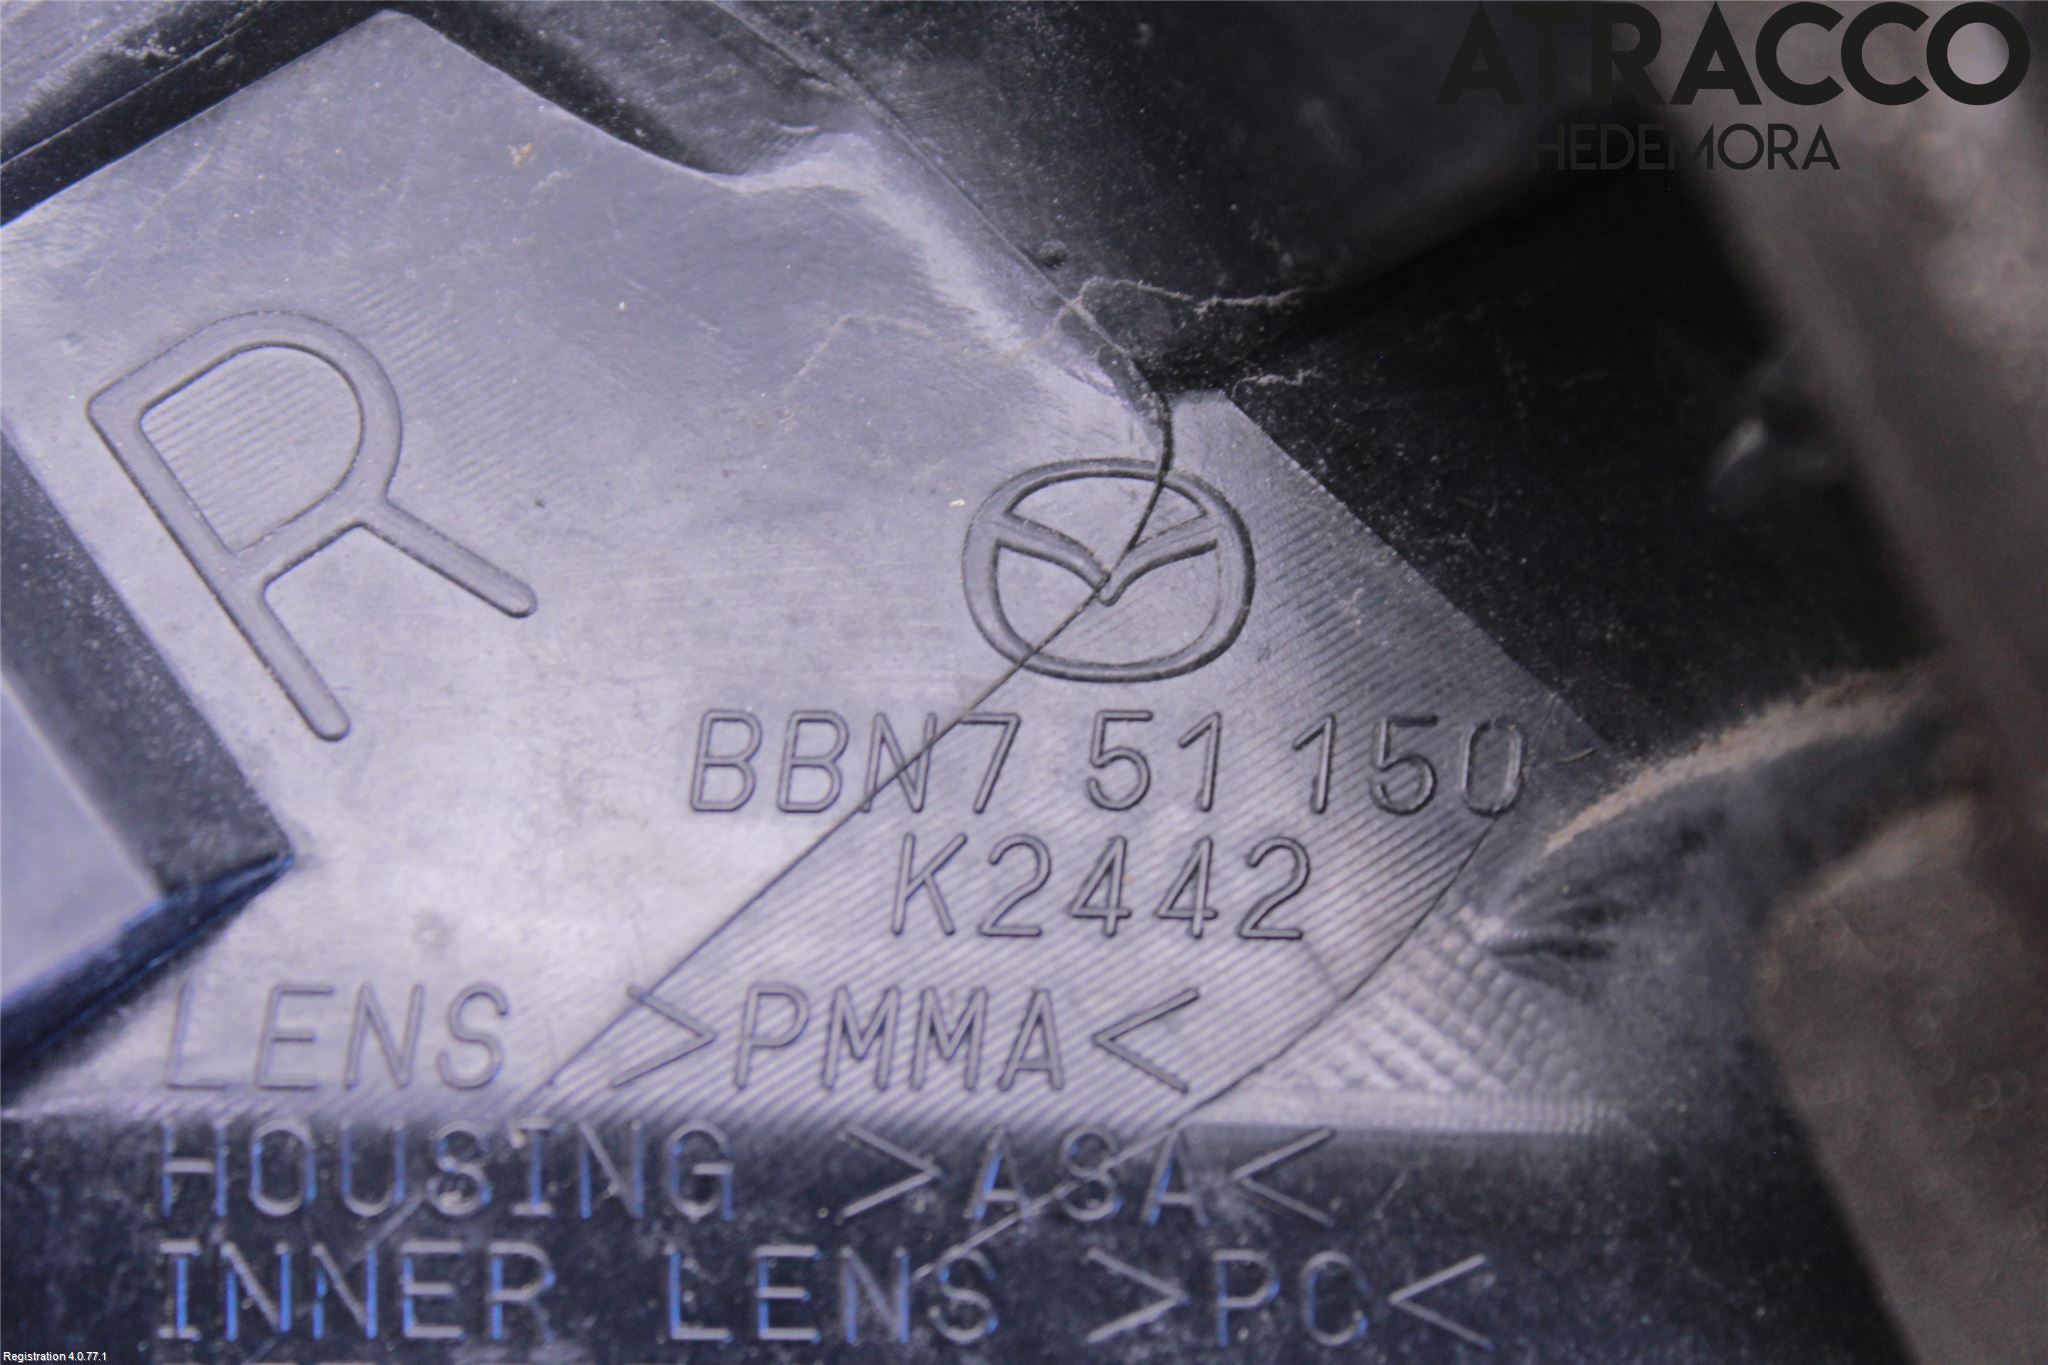 ATRACCO
HEDEMORA
R
BBN7 51 150
K2442
LENS >PMMA<
HOUSING >ASA<
INNER LENS >PC<
Registration 4.0.77.1